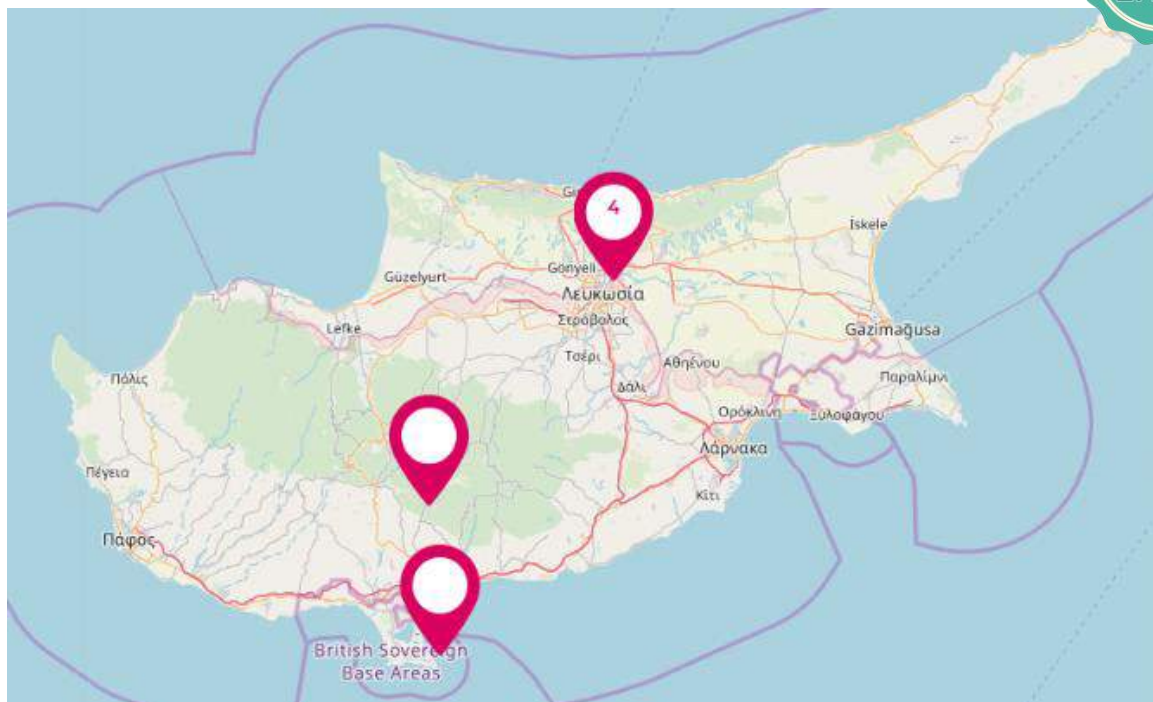 4
İskele
Gönyeli
Güzelyurt
Λευκωσία
Στρόβολος
Lefke
Gazimağusa
Τσέρι
Αθηένου
Πόλις
Δάλι
Παραλίμνι
Ορόκλινη
Ξυλοφάγου
Λάρνακα
Πέγεια
Κίτι
Πάφος
British Sovereign
Base Areas